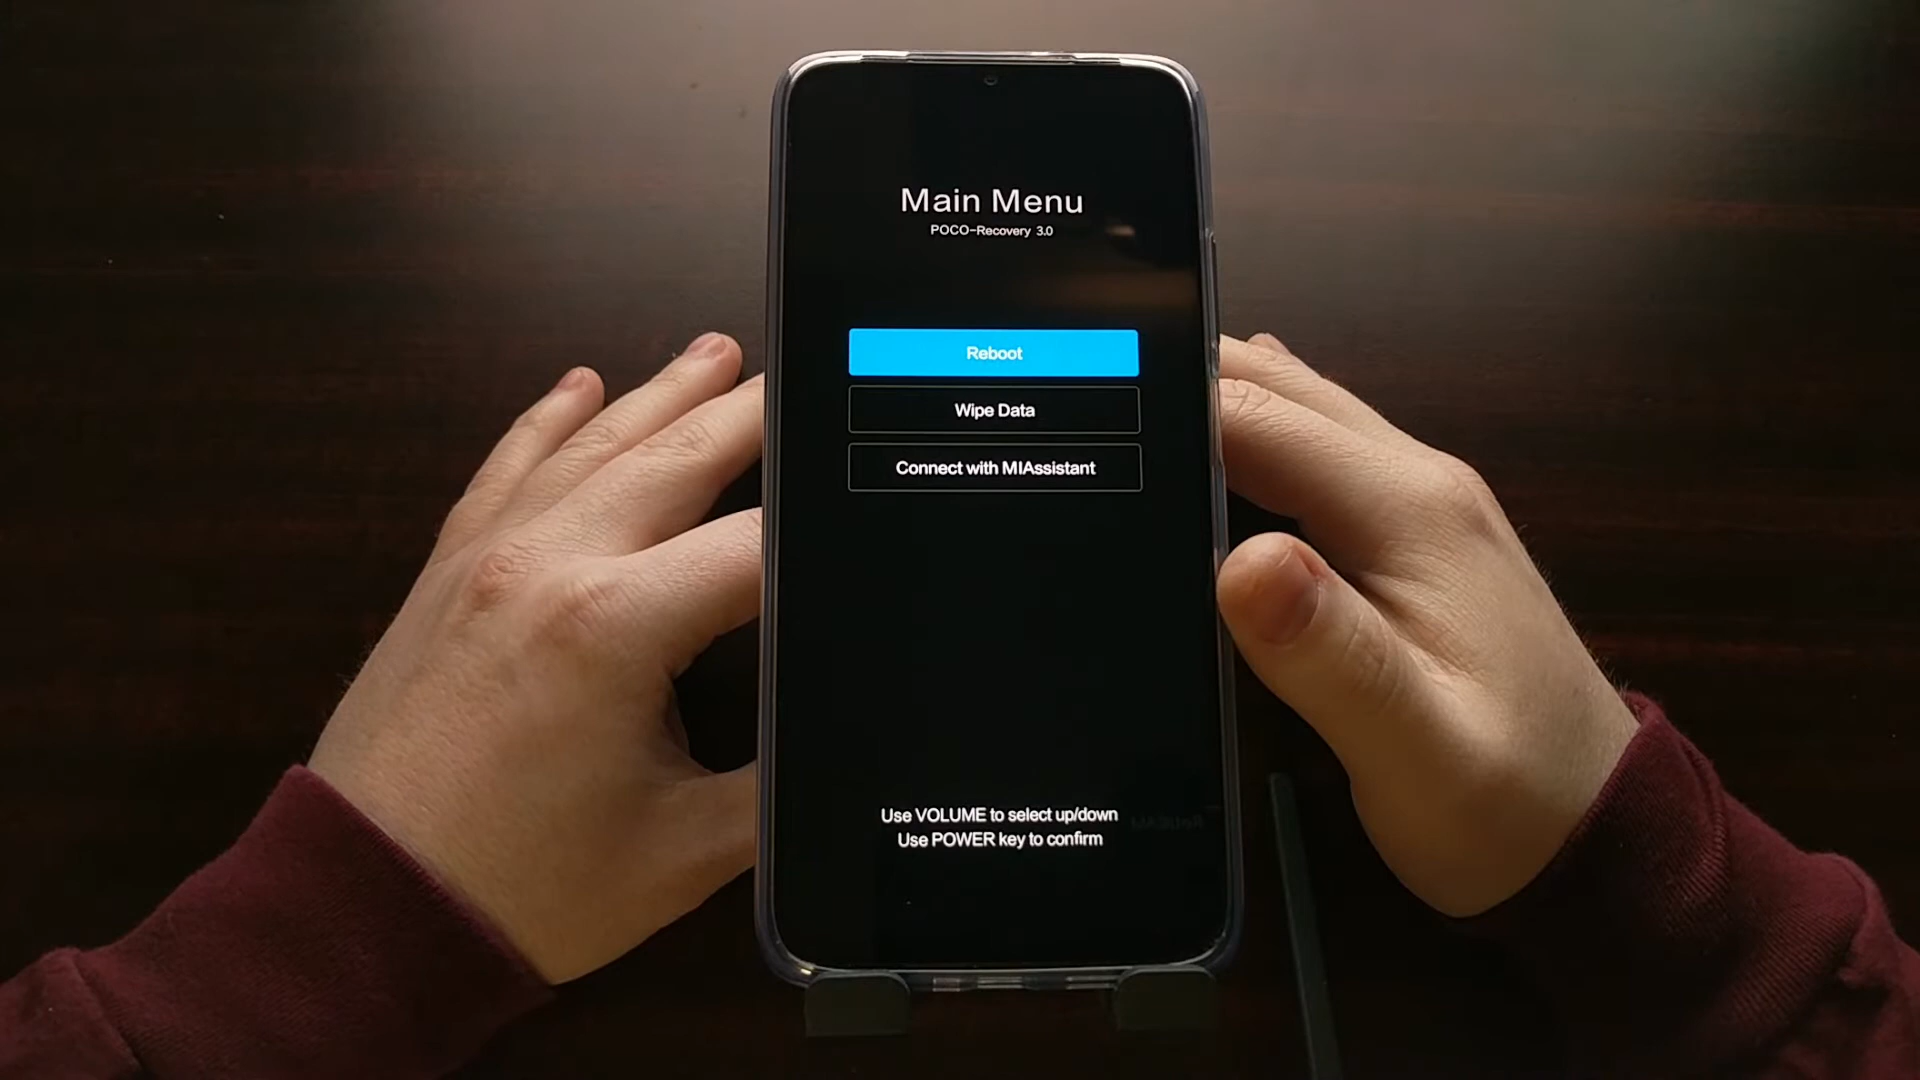 Main Menu
POCO-Recovery 3.0
Reboot
Wipe Data
Connect with MIAssistant
Use VOLUME to select up/down
Use POWER key to confirm